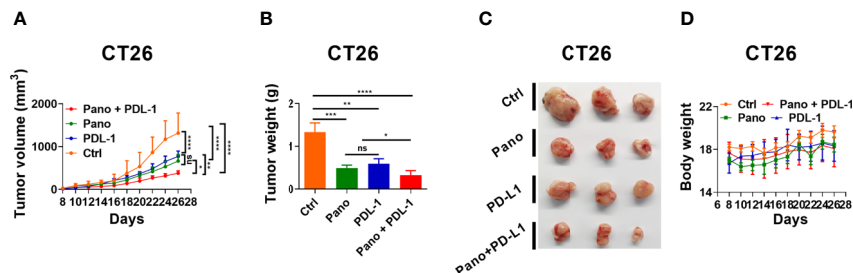 A
CT26
Tumor volume (mm³)
2000
1000
0
Pano + PDL-1
Pano
PDL-1
Ctrl
****
ns
*
***
****
****
8 10 12 14 16 18 20 22 24 26 28
Days
B
CT26
Tumor weight (g)
2
1
0
****
**
***
*
ns
Ctrl
Pano
PDL-1
Pano + PDL-1
C
CT26
Ctrl
Pano
PD-L1
Pano+PD-L1
D
CT26
Body weight
22
18
14
Ctrl
Pano + PDL-1
Pano
PDL-1
6 8 10 12 14 16 18 20 22 24 26 28
Days